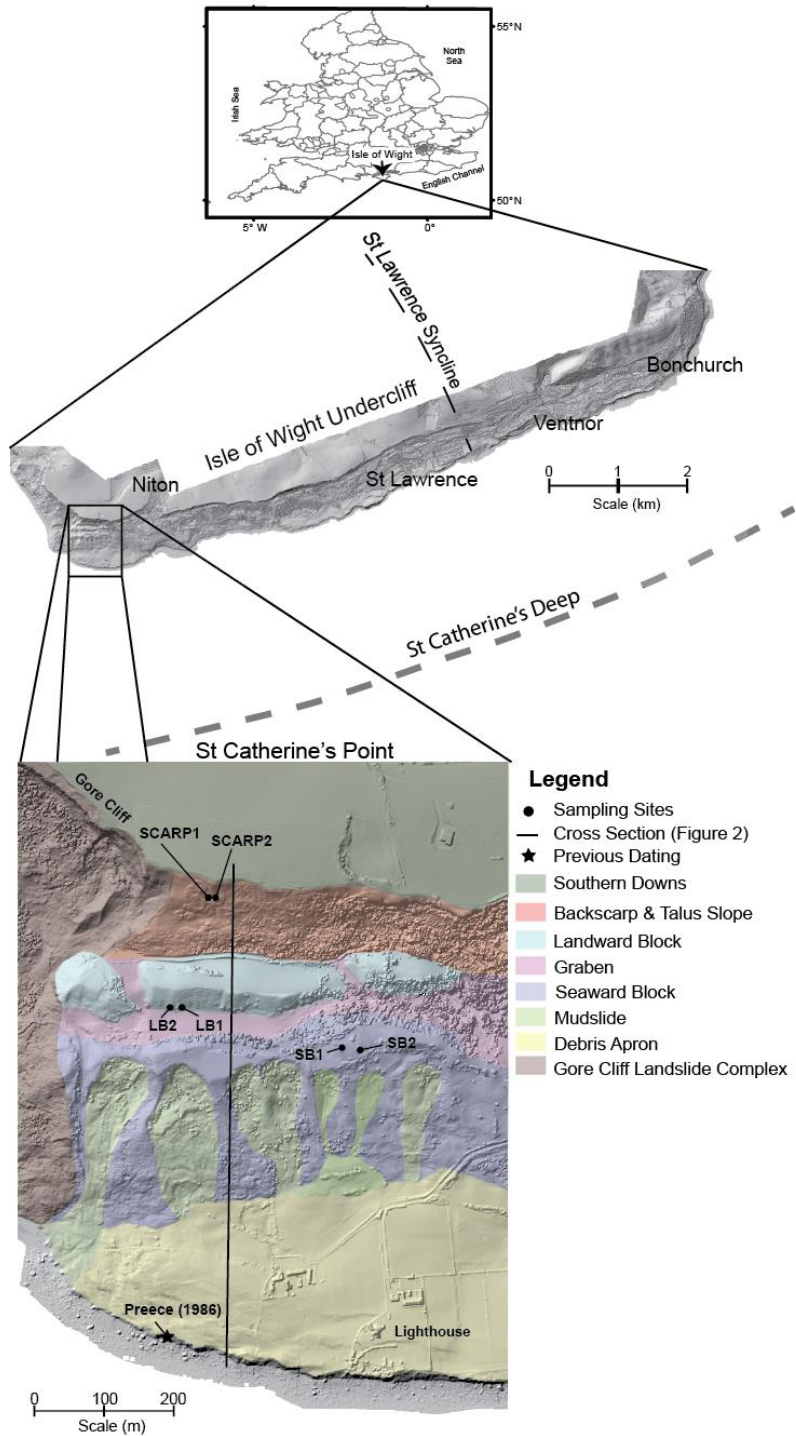 55°N
North
Sea
Irish Sea
Isle of Wight
English Channel
50°N
5° W
0°
St Lawrence Syncline
Bonchurch
Isle of Wight Undercliff
Ventnor
Niton
St Lawrence
0 1 2
Scale (km)
St Catherine's Deep
St Catherine's Point
Gore Cliff
SCARP1
SCARP2
LB2 LB1
SB1 SB2
Preece (1986)
Lighthouse
0 100 200
Scale (m)
Legend
Sampling Sites
Cross Section (Figure 2)
Previous Dating
Southern Downs
Backscarp & Talus Slope
Landward Block
Graben
Seaward Block
Mudslide
Debris Apron
Gore Cliff Landslide Complex